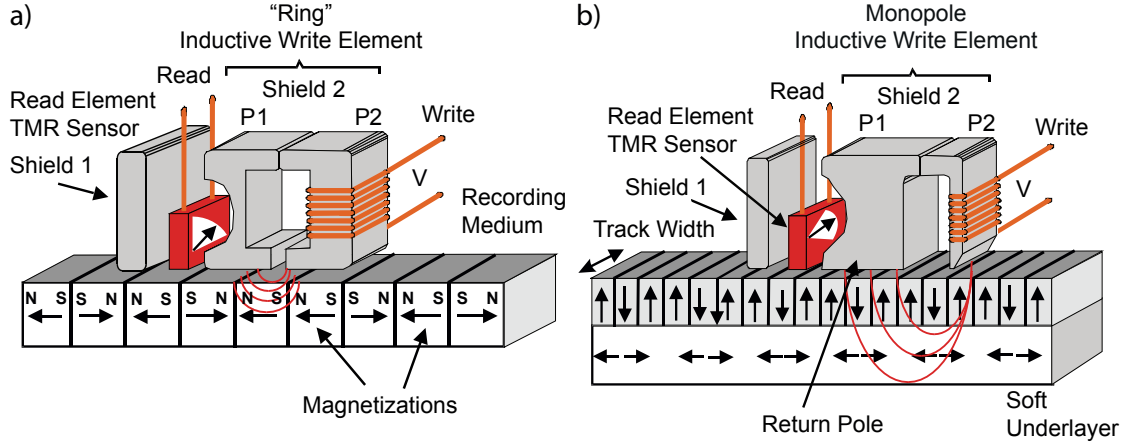 a)
“Ring”
Inductive Write Element
Read
Shield 2
Read Element
TMR Sensor
P1
P2
Write
Shield 1
V
Recording
Medium
N S S N N S S N N S N S S N N S S N
Magnetizations
b)
Monopole
Inductive Write Element
Read
Shield 2
Read Element
TMR Sensor
P1
P2
Write
Shield 1
V
Track Width
Return Pole
Soft
Underlayer